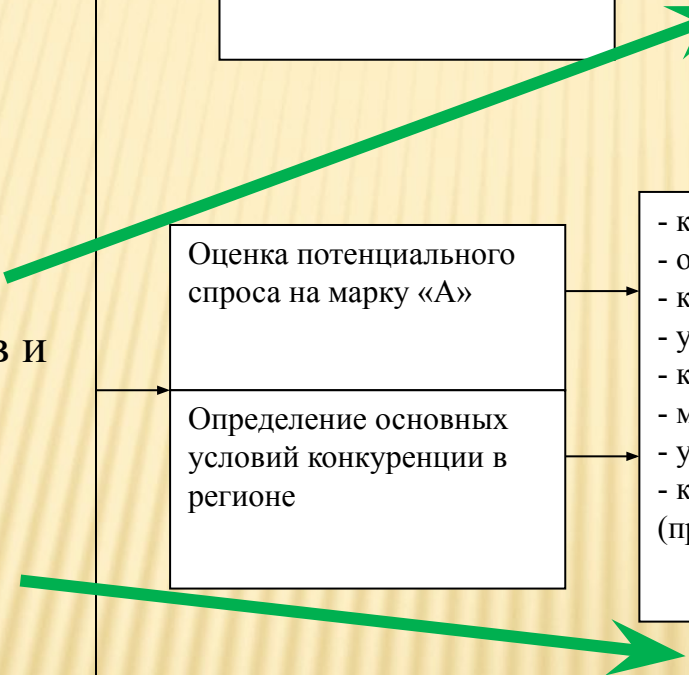 Оценка потенциального
спроса на марку «А»
в и
Определение основных
условий конкуренции в
регионе
- к
- о
- к
- у
- к
- м
- у
- к